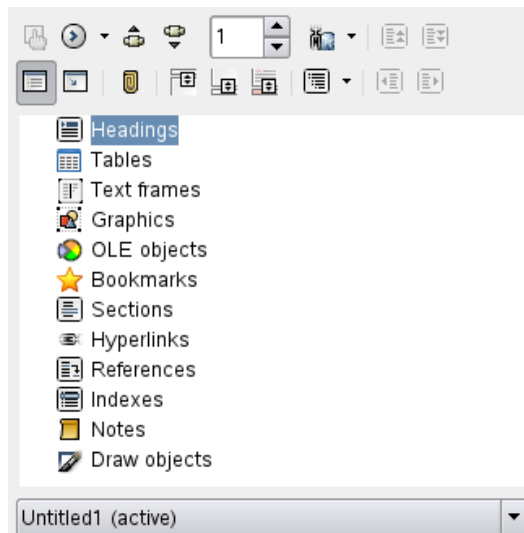 1
Headings
Tables
Text frames
Graphics
OLE objects
Bookmarks
Sections
Hyperlinks
References
Indexes
Notes
Draw objects
Untitled1 (active)